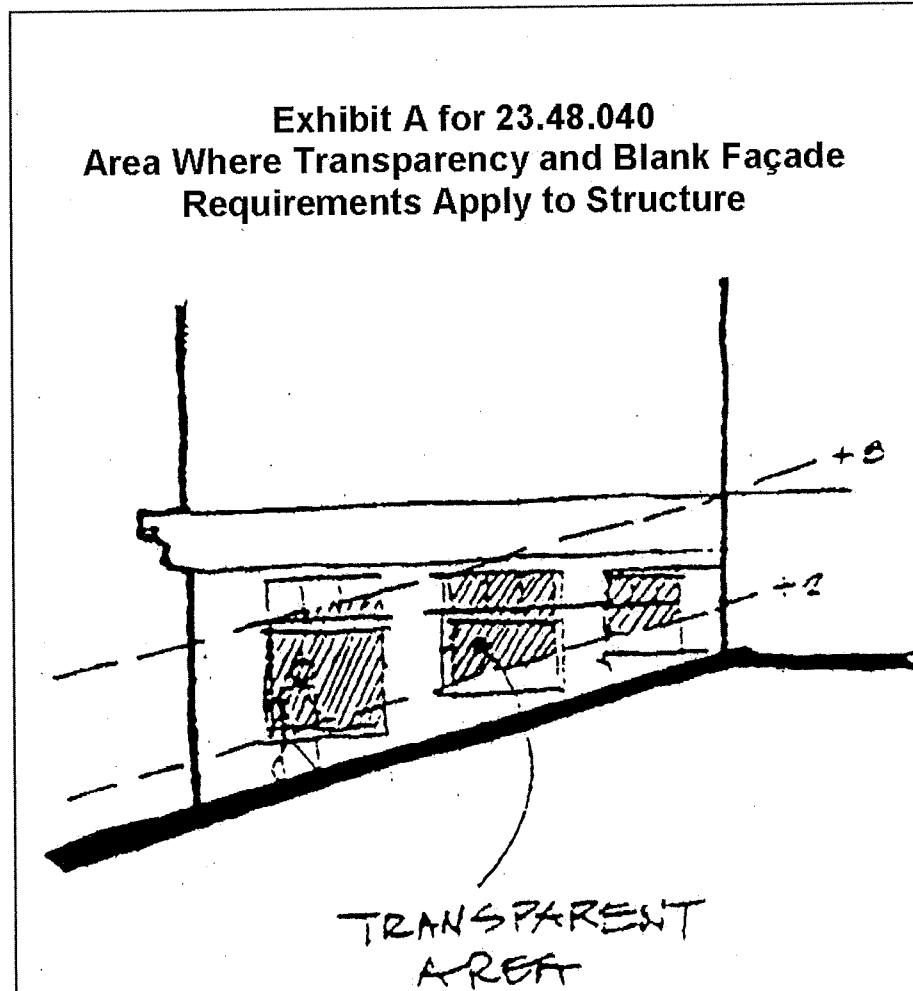 Exhibit A for 23.48.040
Area Where Transparency and Blank Façade
Requirements Apply to Structure
+8
+2
TRANSPARENT
AREA